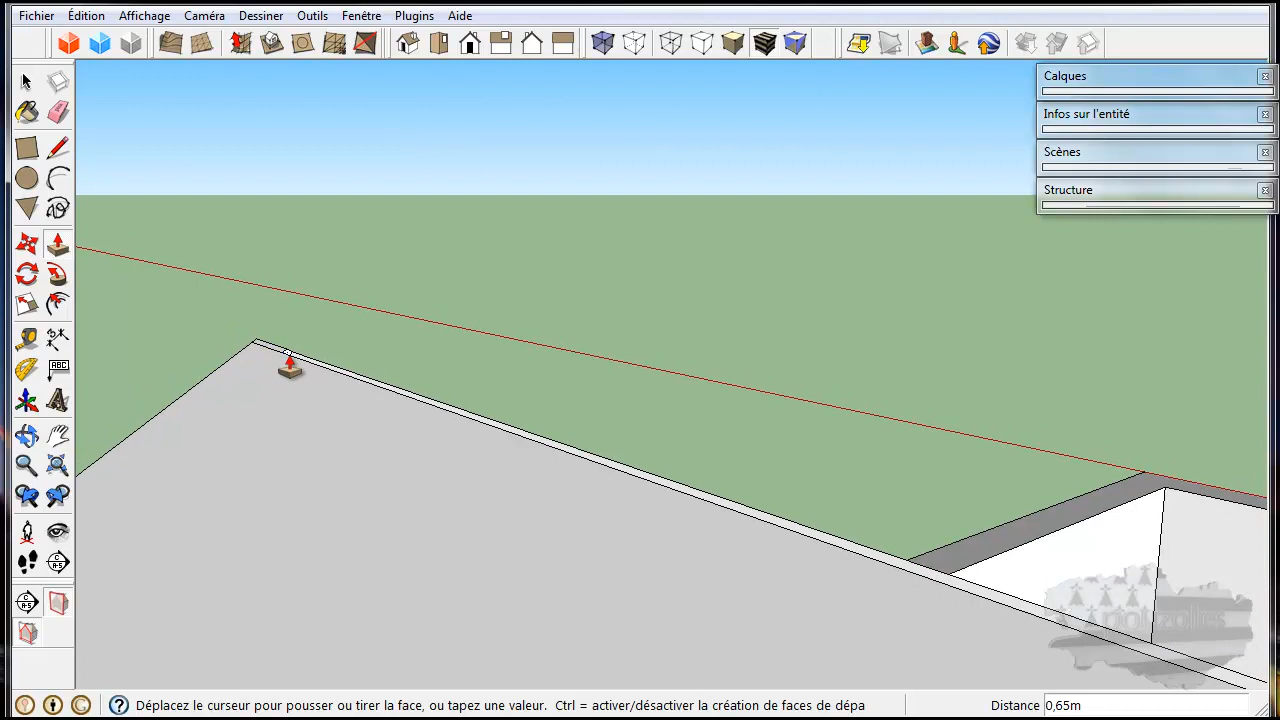 Fichier Édition Affichage Caméra Dessiner Outils Fenêtre Plugins Aide
Calques
Infos sur l'entité
Scènes
Structure
ABC
Déplacez le curseur pour pousser ou tirer la face, ou tapez une valeur. Ctrl = activer/désactiver la création de faces de dépa
Distance 0,65m